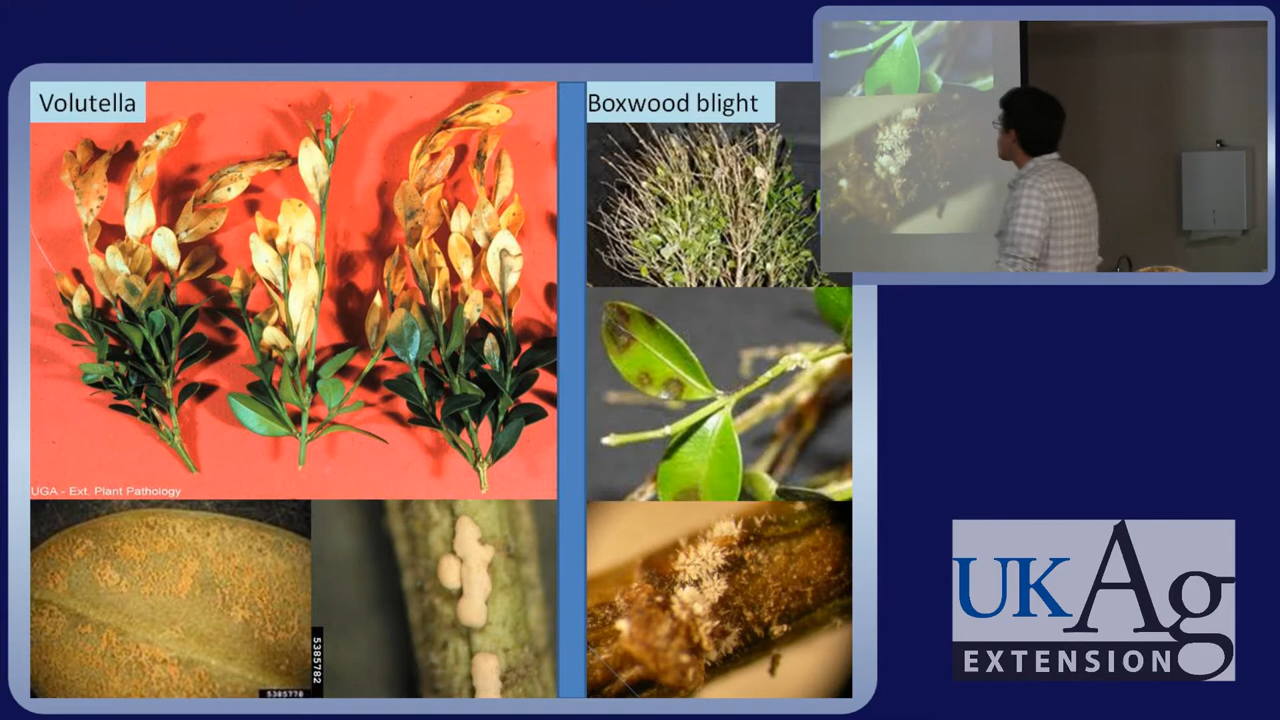 Volutella
Boxwood blight
UGA - Ext. Plant Pathology
5385778
5385782
UKAg
EXTENSION